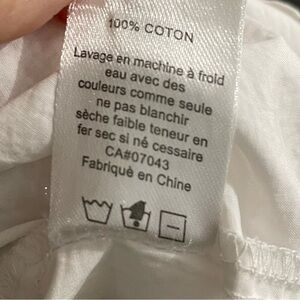 100% COTON
Lavage en machine à froid
eau avec des
couleurs comme seule
ne pas blanchir
sèche faible teneur en
fer sec si né cessaire
CA#07043
Fabriquè en Chine